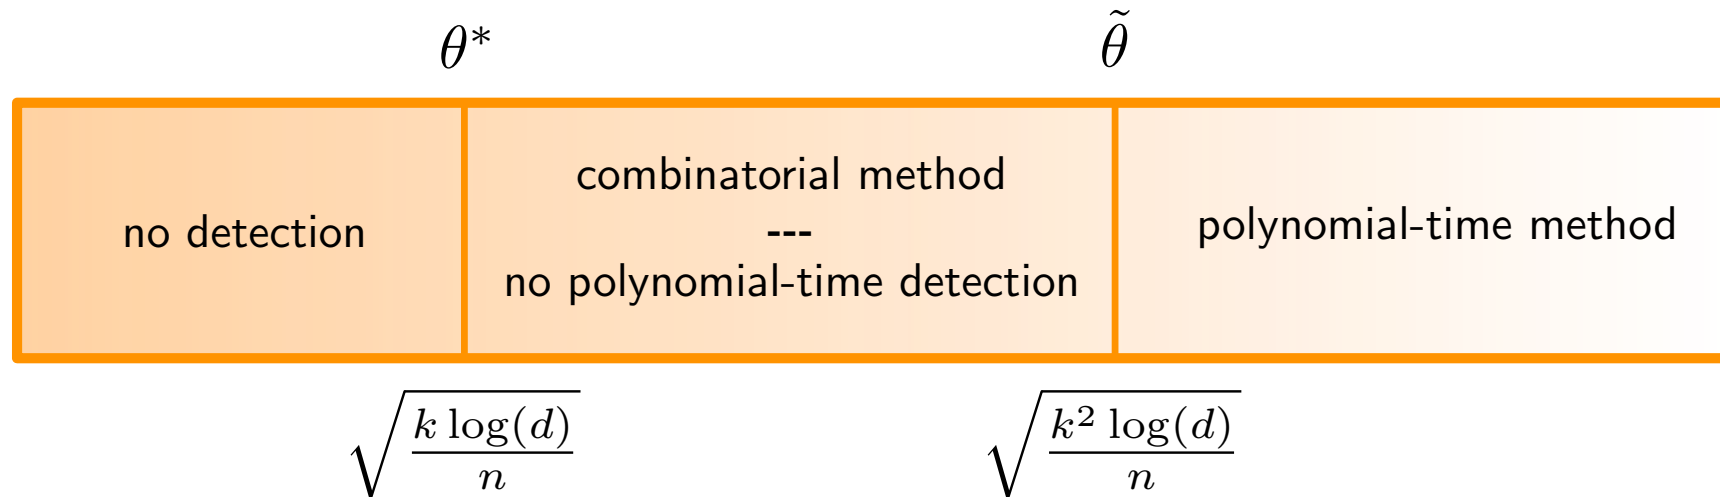 θ* θ̃
no detection
combinatorial method
---
no polynomial-time detection
polynomial-time method
√(k log(d)/n) √(k² log(d)/n)